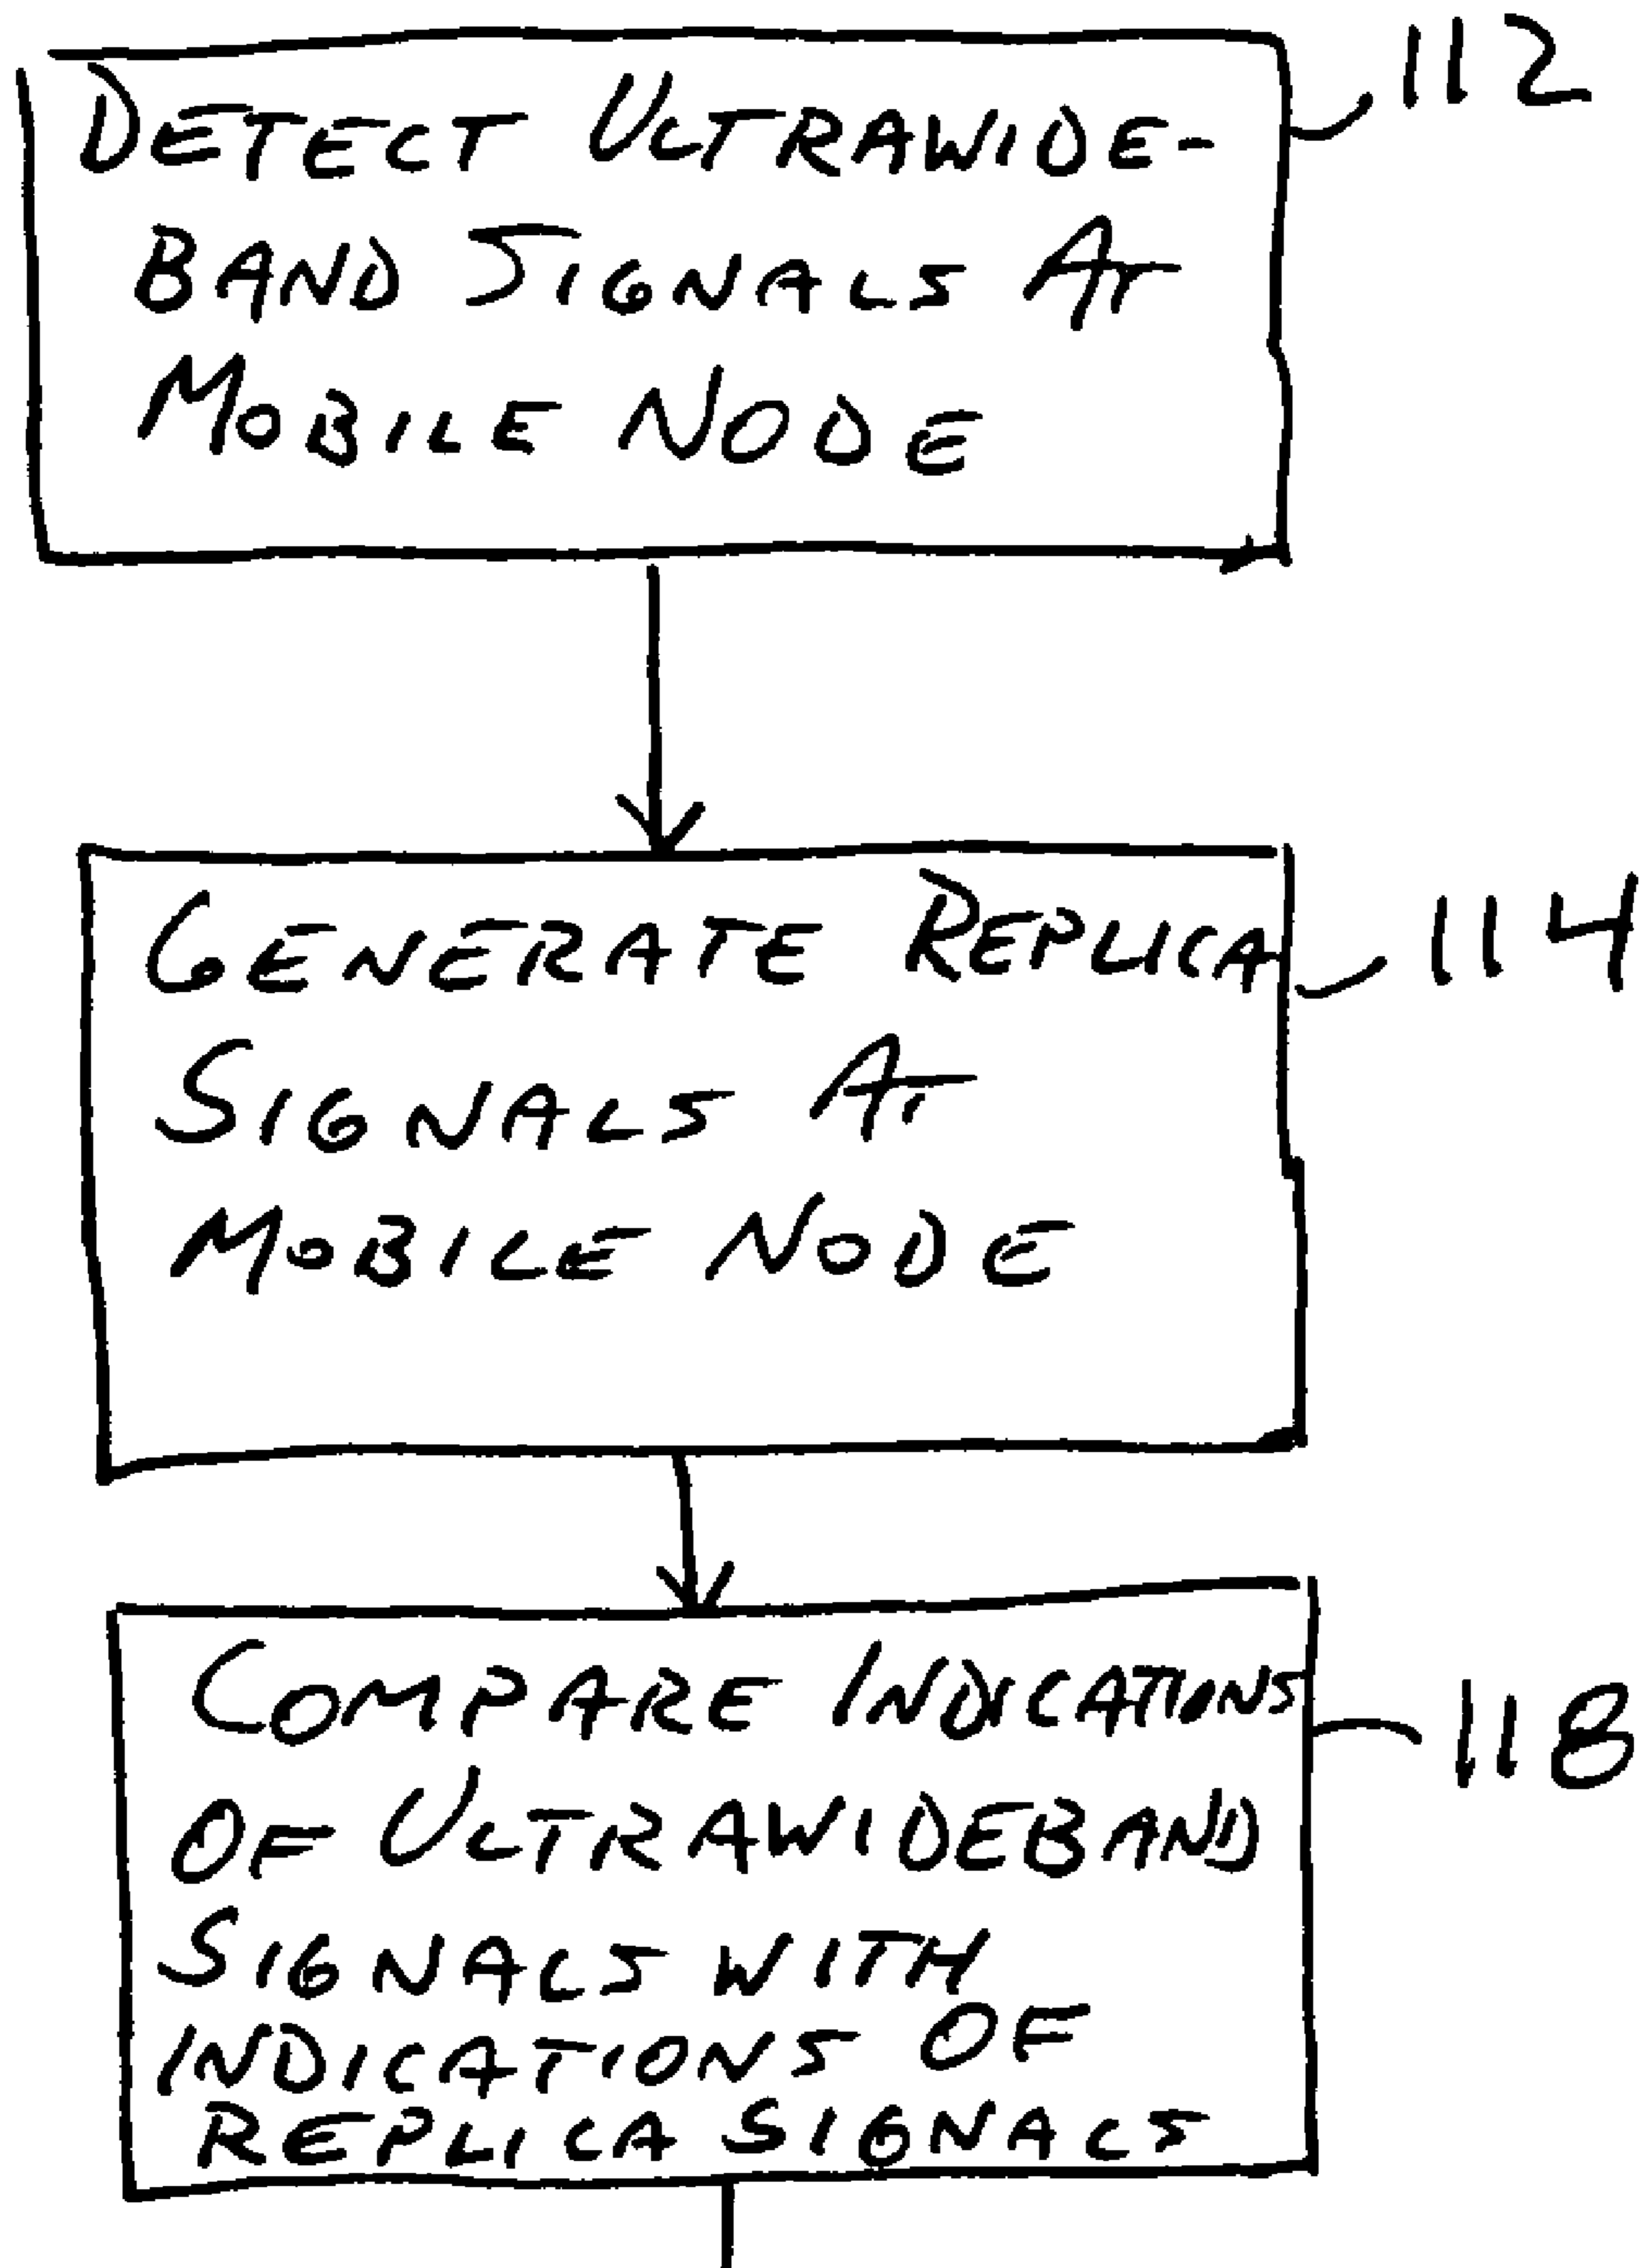 DETECT ULTRAWIDE-
BAND SIGNALS AT
MOBILE NODE
112
GENERATE REPLICA
SIGNALS AT
MOBILE NODE
114
COMPARE INDICATIONS
OF ULTRAWIDEBAND
SIGNALS WITH
INDICATIONS OF
REPLICA SIGNALS
118